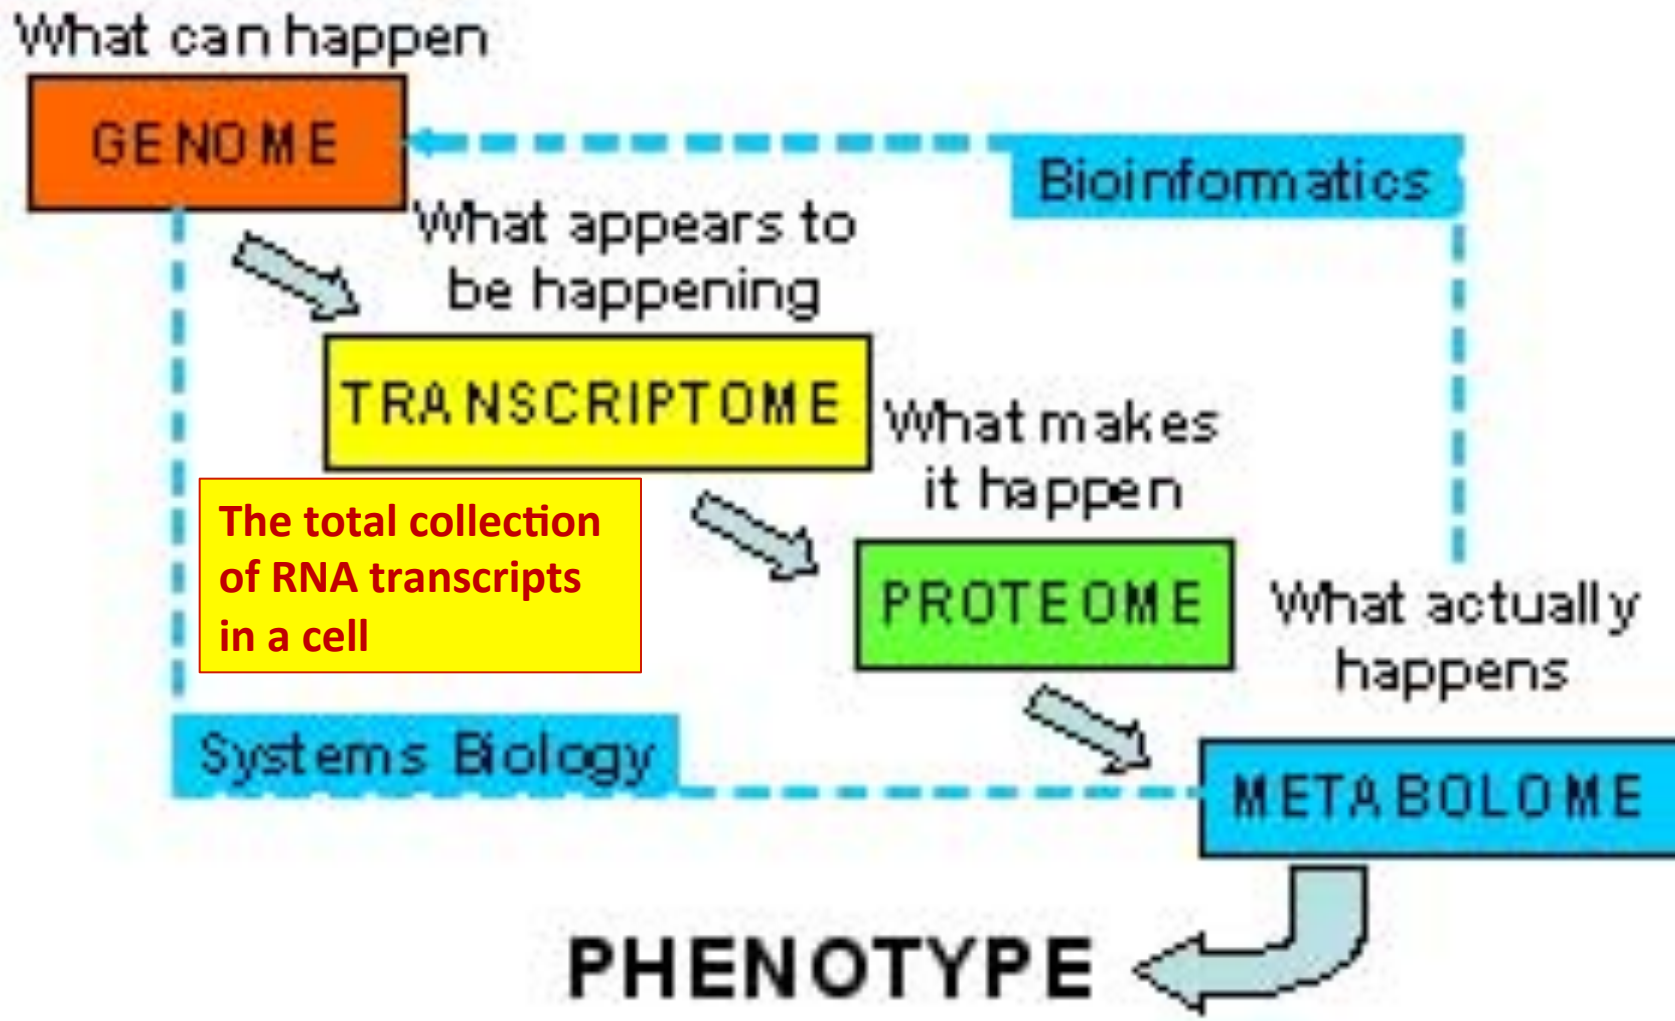 What can happen
GENOME
Bioinformatics
What appears to
be happening
TRANSCRIPTOME
What makes
it happen
The total collection
of RNA transcripts
in a cell
PROTEOME
What actually
happens
Systems Biology
METABOLOME
PHENOTYPE